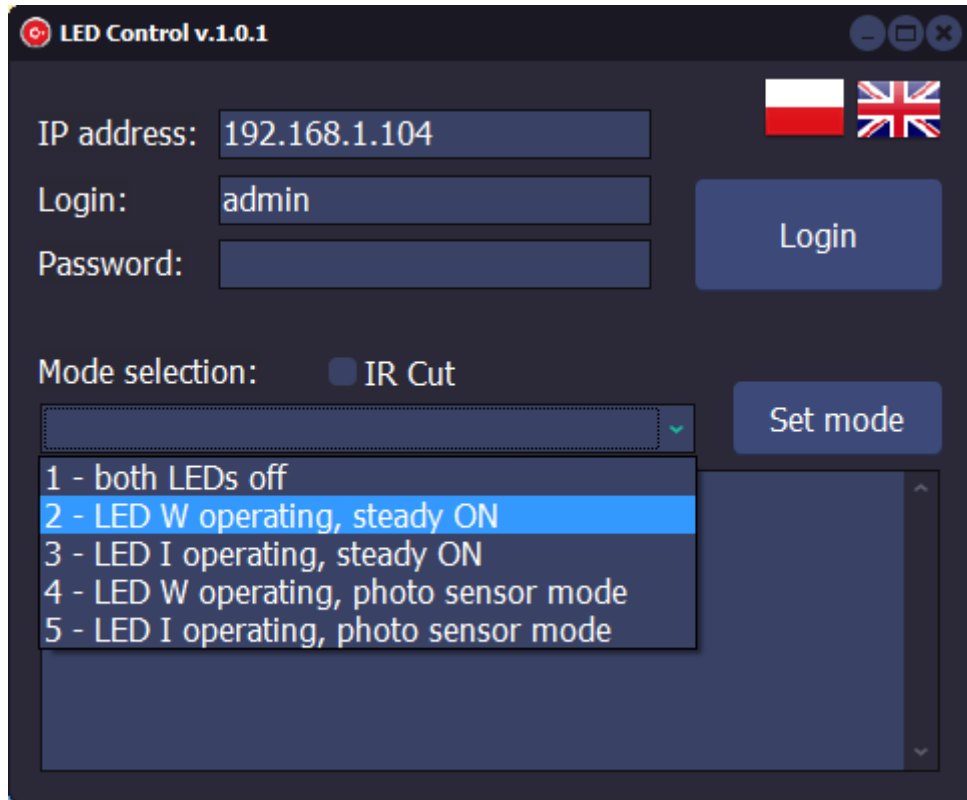 LED Control v.1.0.1
IP address: 192.168.1.104
Login: admin
Login
Password:
Mode selection: IR Cut
Set mode
1 - both LEDs off
2 - LED W operating, steady ON
3 - LED I operating, steady ON
4 - LED W operating, photo sensor mode
5 - LED I operating, photo sensor mode